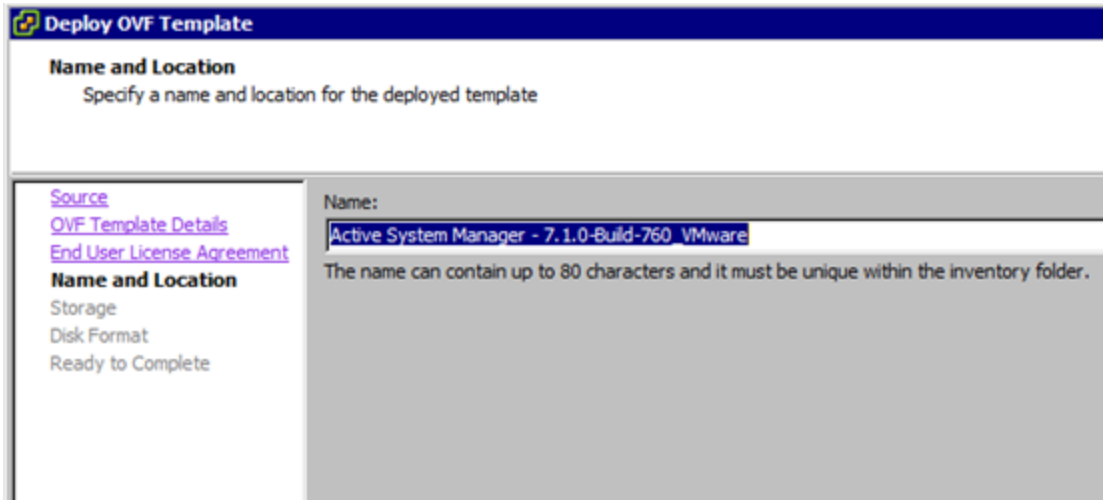 Deploy OVF Template
Name and Location
Specify a name and location for the deployed template
Source
OVF Template Details
End User License Agreement
Name and Location
Storage
Disk Format
Ready to Complete
Name:
Active System Manager - 7.1.0-Build-760_VMware
The name can contain up to 80 characters and it must be unique within the inventory folder.